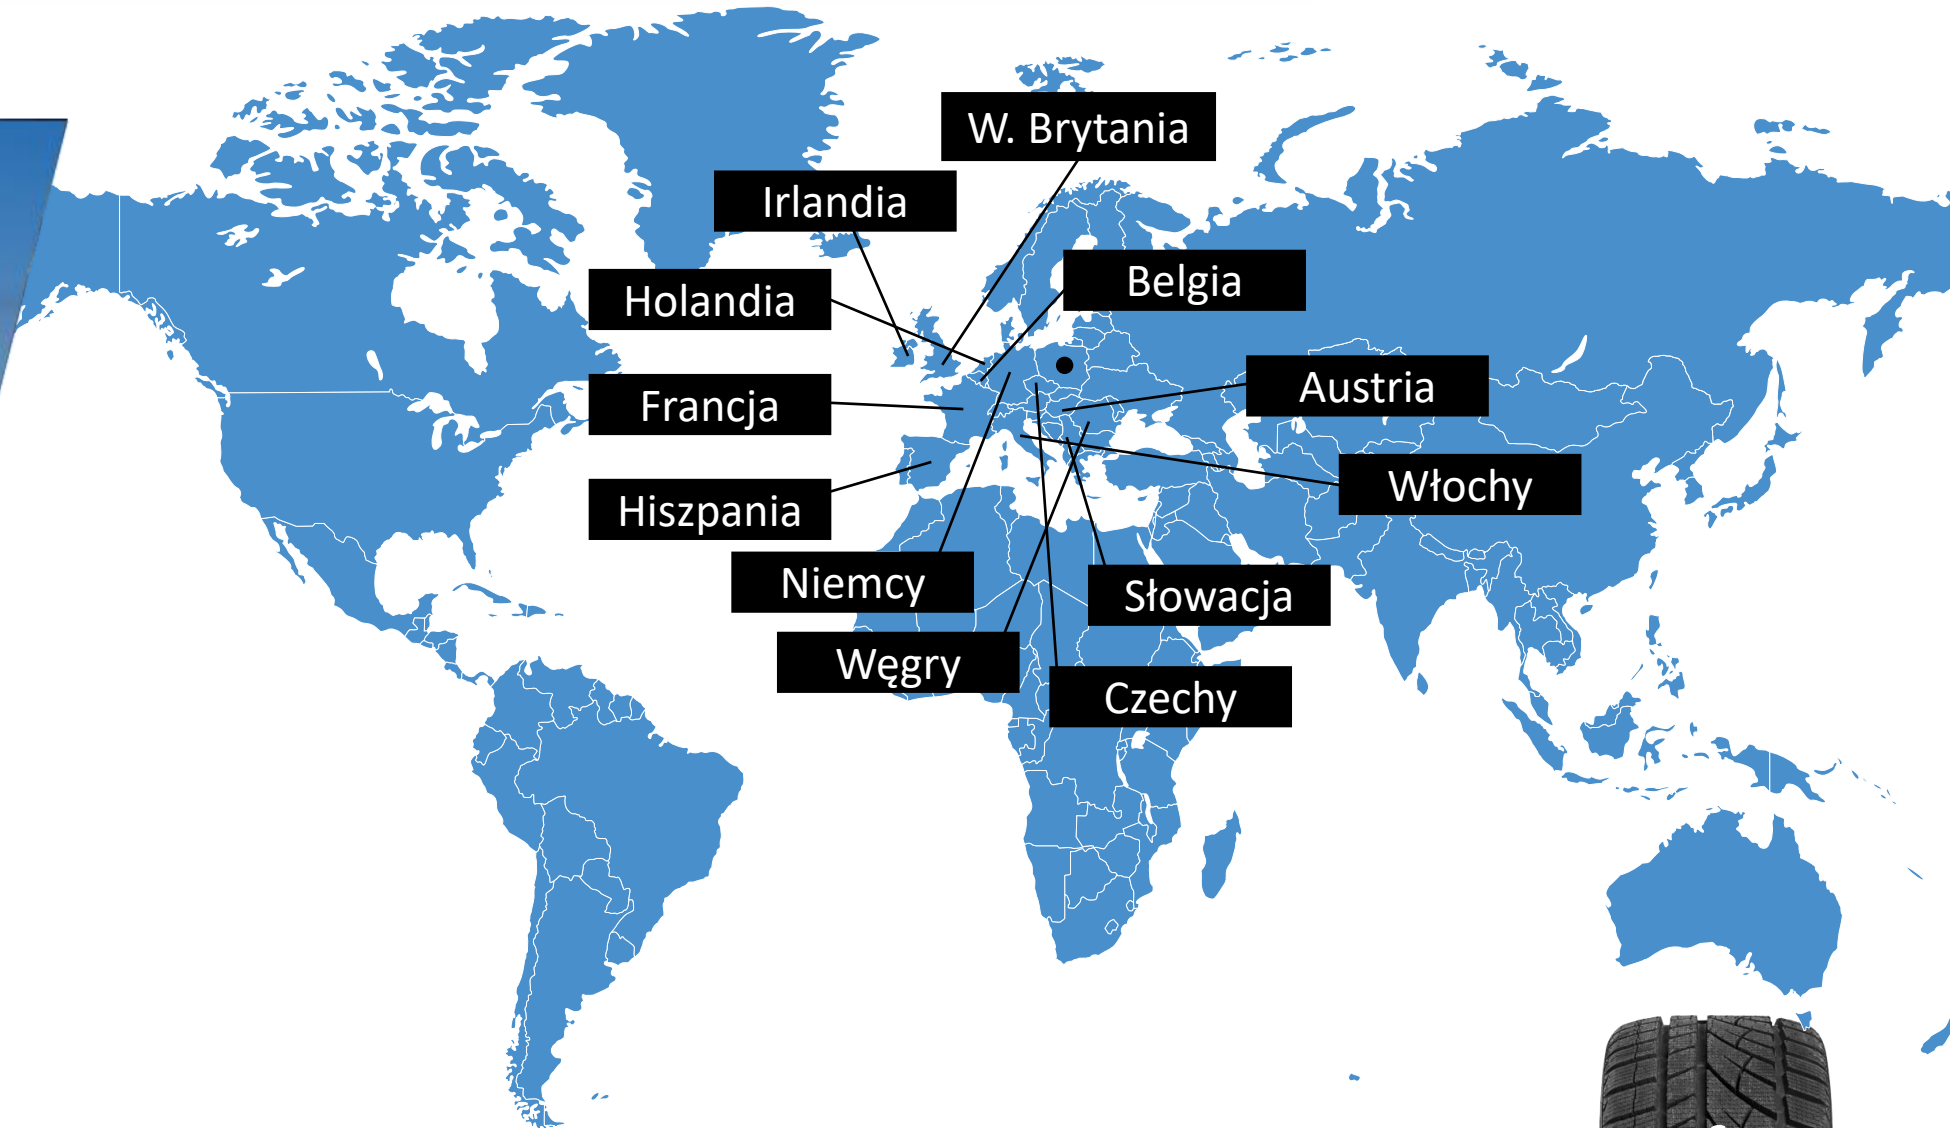 W. Brytania
Irlandia
Belgia
Holandia
Austria
Francja
Włochy
Hiszpania
Niemcy
Słowacja
Węgry
Czechy